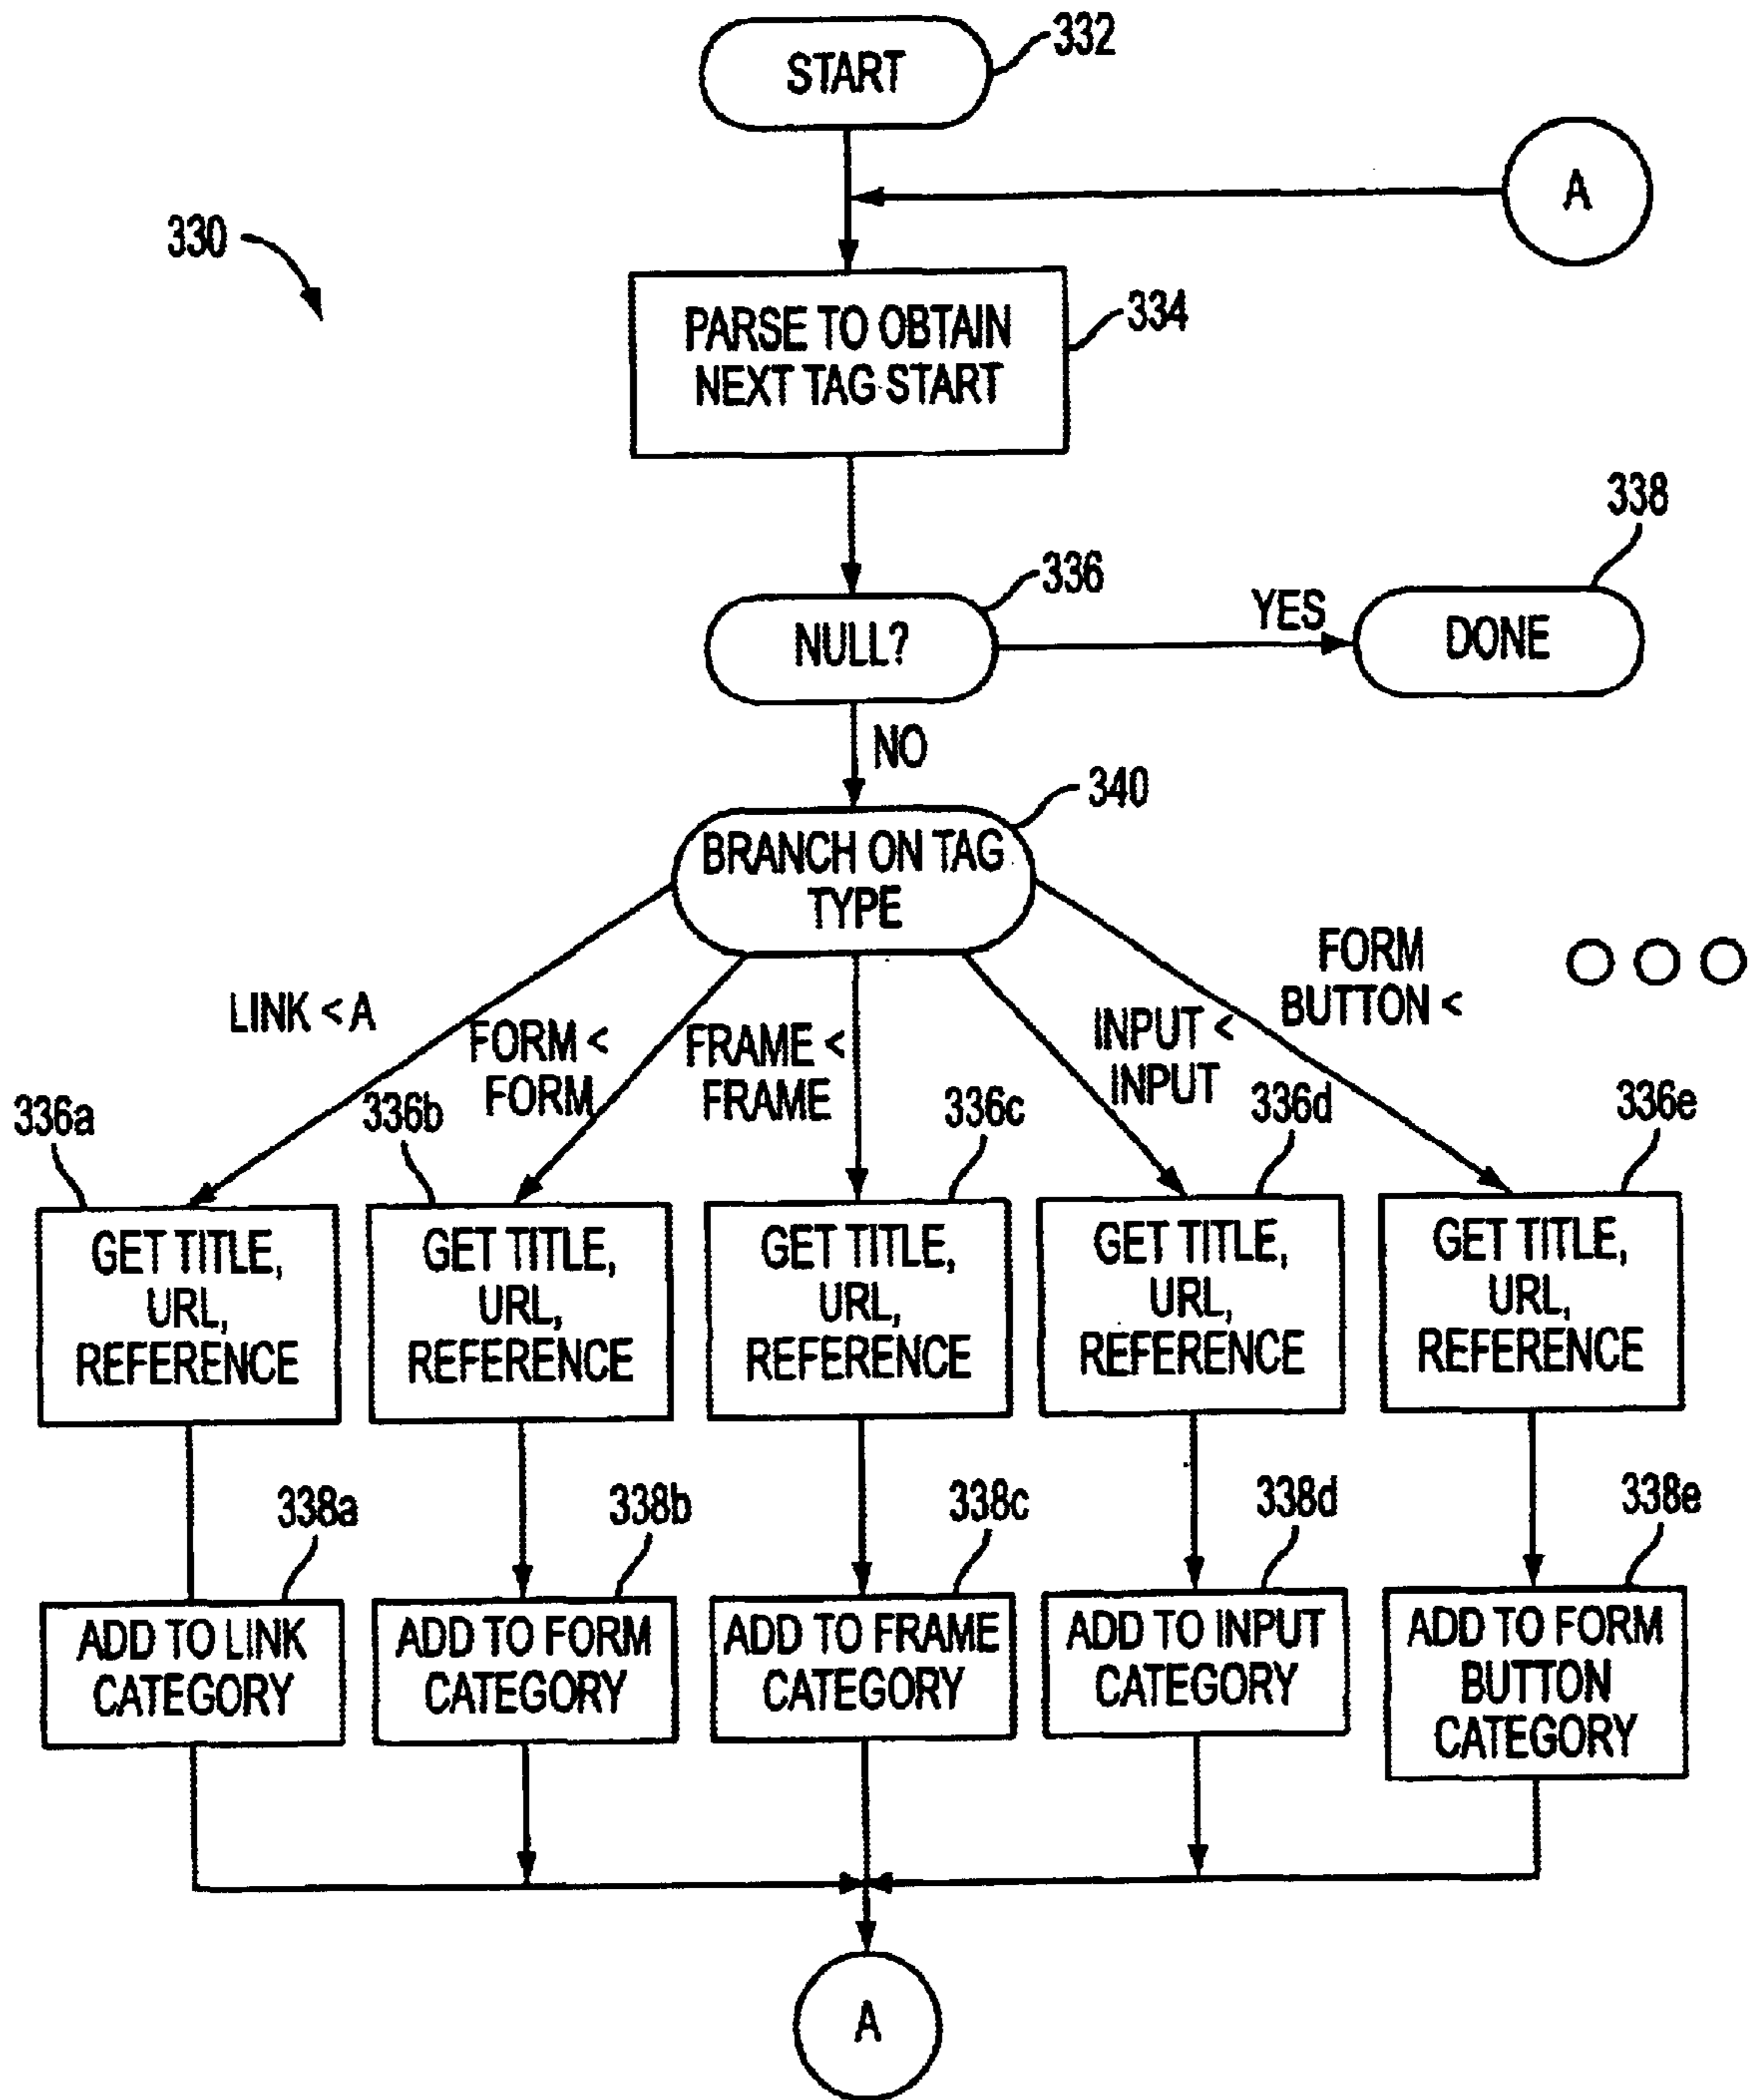 START
332
A
330
PARSE TO OBTAIN
NEXT TAG START
334
NULL?
336
YES
DONE
338
NO
340
BRANCH ON TAG
TYPE
LINK < A
FORM <
FORM
FRAME <
FRAME
INPUT <
INPUT
FORM
BUTTON <
336a
336b
336c
336d
336e
GET TITLE,
URL,
REFERENCE
GET TITLE,
URL,
REFERENCE
GET TITLE,
URL,
REFERENCE
GET TITLE,
URL,
REFERENCE
GET TITLE,
URL,
REFERENCE
338a
338b
338c
338d
338e
ADD TO LINK
CATEGORY
ADD TO FORM
CATEGORY
ADD TO FRAME
CATEGORY
ADD TO INPUT
CATEGORY
ADD TO FORM
BUTTON
CATEGORY
A